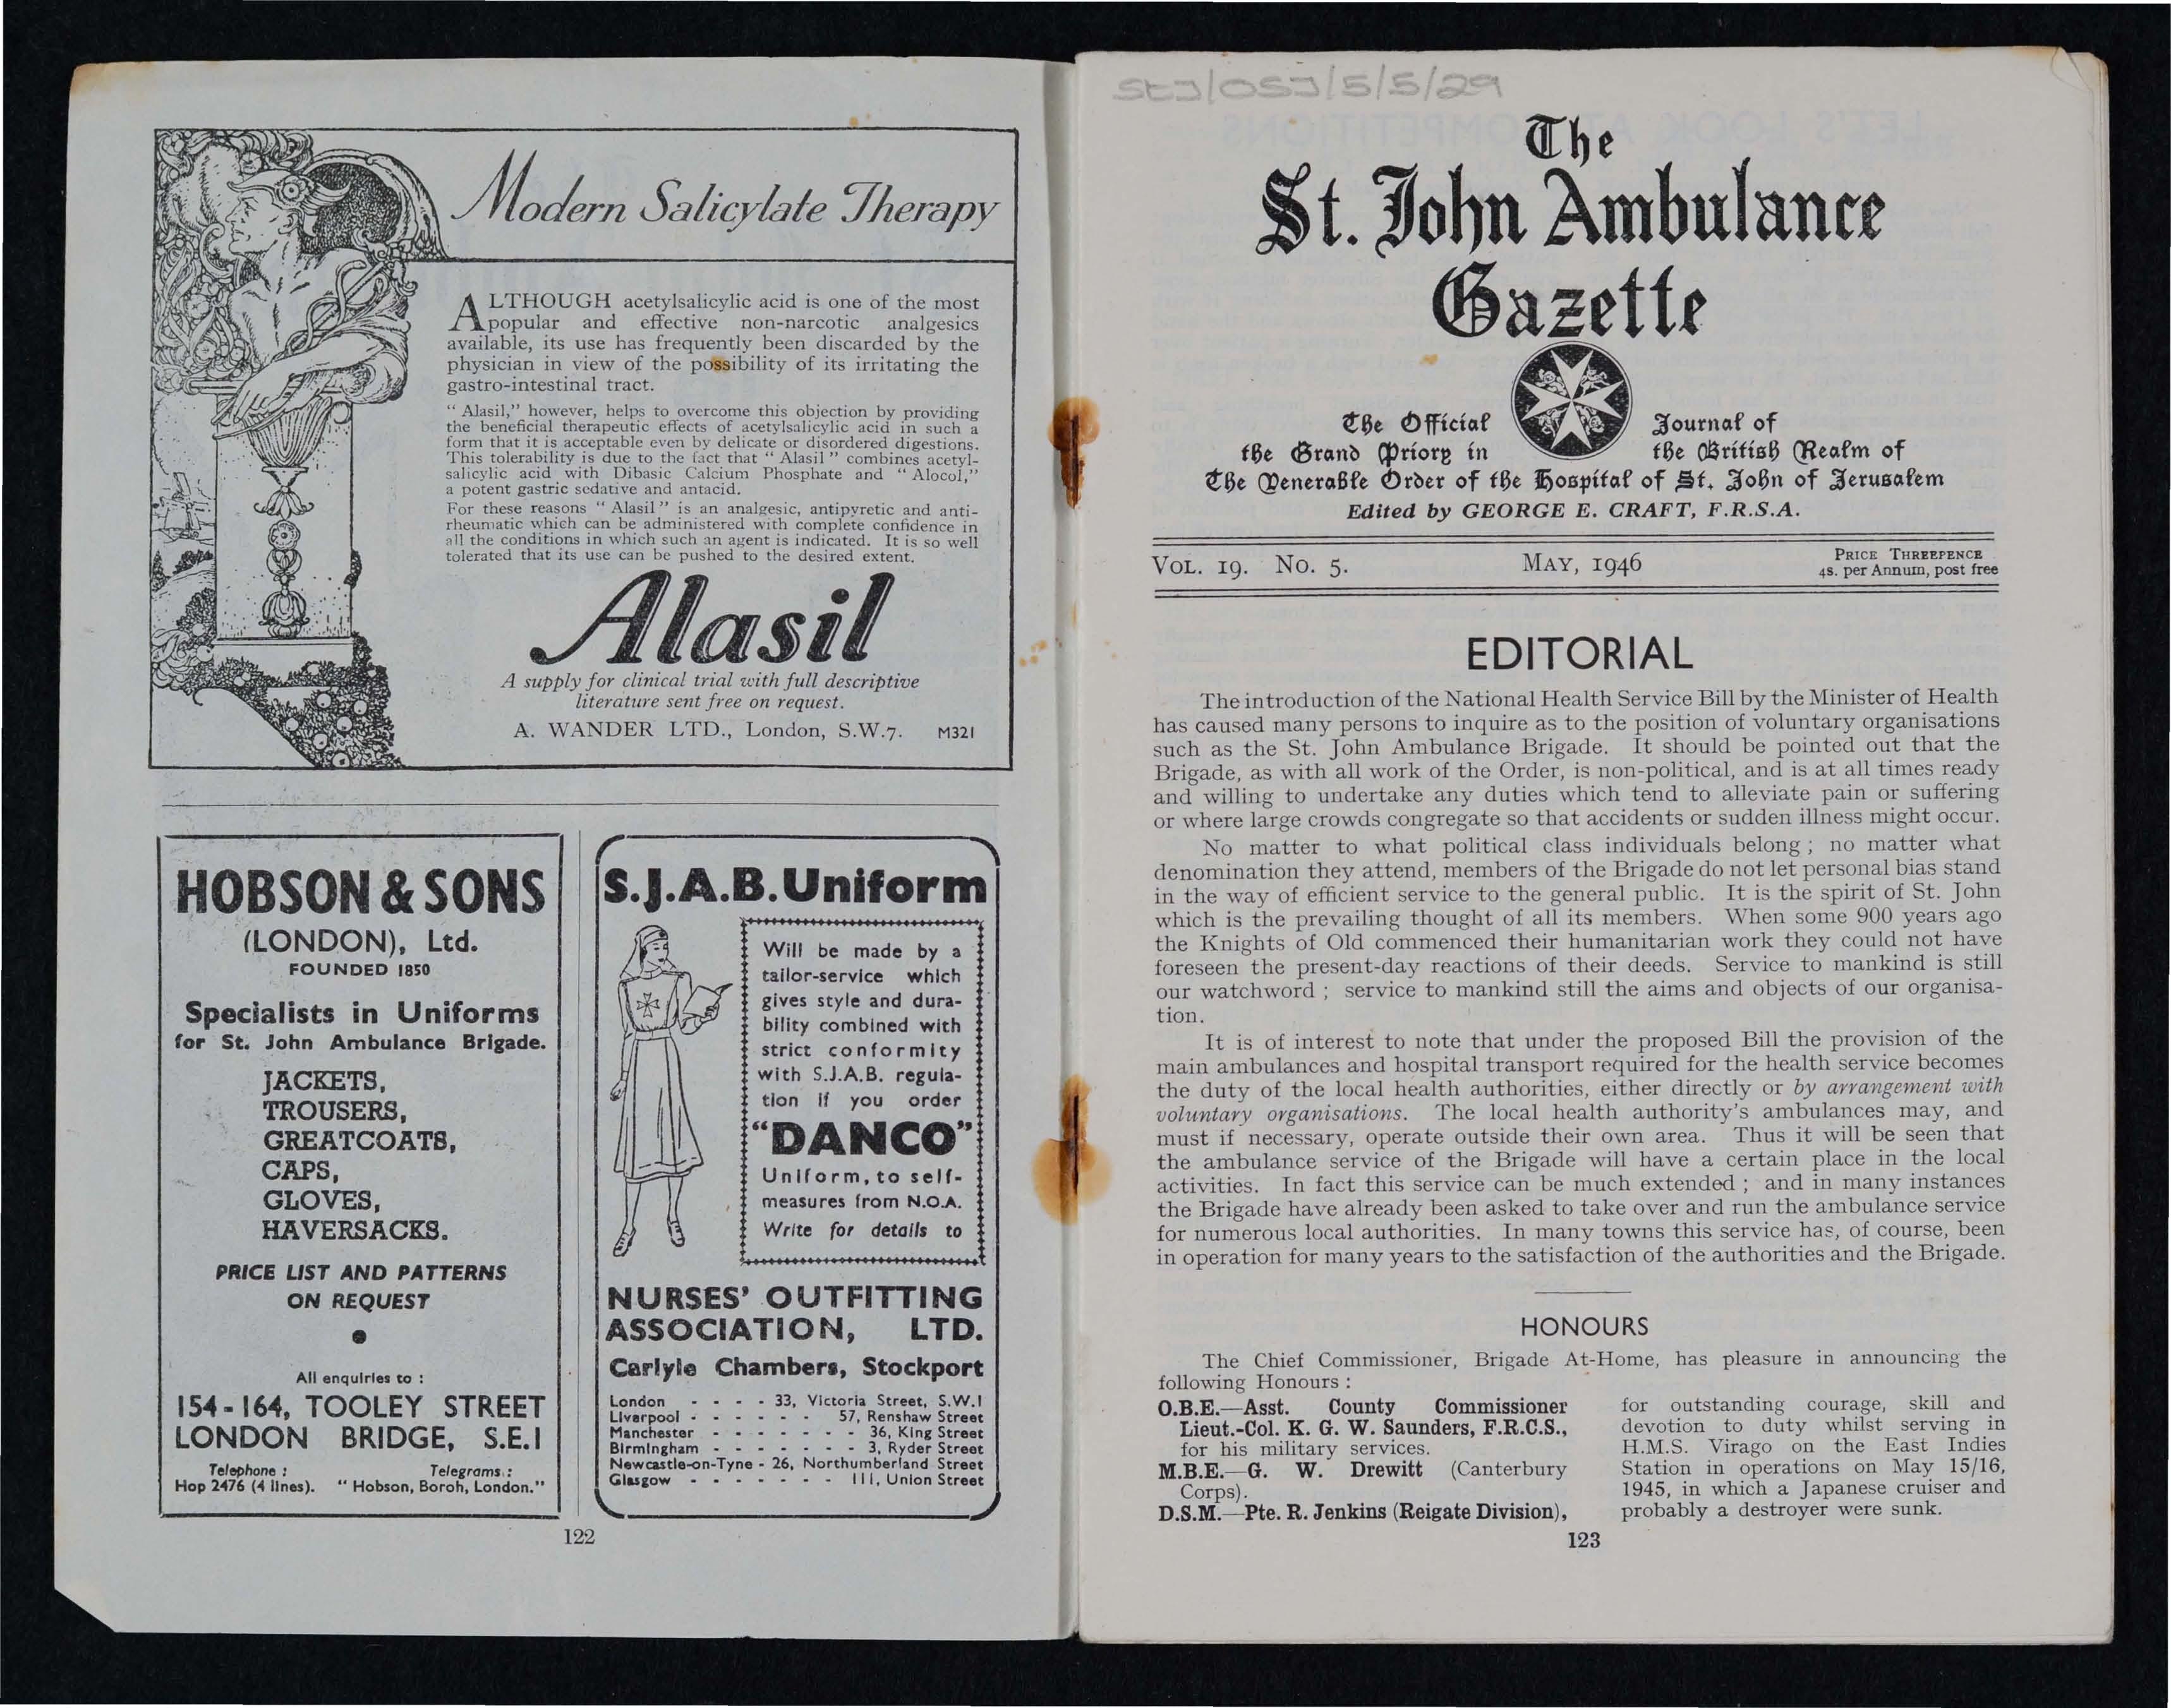 Modern Salicylate Therapy
ALTHOUGH acetylsalicylic acid is one of the most
popular and effective non-narcotic analgesics
available, its use has frequently been discarded by the
physician in view of the possibility of its irritating the
gastro-intestinal tract.
“ Alasil,” however, helps to overcome this objection by providing
the beneficial therapeutic effects of acetylsalicylic acid in such a
form that it is acceptable even by delicate or disordered digestions.
This tolerability is due to the fact that “ Alasil ” combines acetyl-
salicylic acid with Dibasic Calcium Phosphate and “ Alocol,”
a potent gastric sedative and antacid.
For these reasons “ Alasil ” is an analgesic, antipyretic and anti-
rheumatic which can be administered with complete confidence in
all the conditions in which such an agent is indicated. It is so well
tolerated that its use can be pushed to the desired extent.
Alasil
A supply for clinical trial with full descriptive
literature sent free on request.
A. WANDER LTD., London, S.W.7. M321
HOBSON & SONS
(LONDON), Ltd.
FOUNDED 1850
Specialists in Uniforms
for St. John Ambulance Brigade.
JACKETS,
TROUSERS,
GREATCOATS,
CAPS,
GLOVES,
HAVERSACKS.
PRICE LIST AND PATTERNS
ON REQUEST
All enquiries to :
154-164, TOOLEY STREET
LONDON BRIDGE, S.E.1
Telephone : Telegrams :
Hop 2476 (4 lines). “ Hobson, Boroh, London.”
S.J.A.B. Uniform
Will be made by a
tailor-service which
gives style and dura-
bility combined with
strict conformity
with S.J.A.B. regula-
tion if you order
“DANCO”
Uniform, to self-
measures from N.O.A.
Write for details to
NURSES’ OUTFITTING
ASSOCIATION, LTD.
Carlyle Chambers, Stockport
London - - - - 33, Victoria Street, S.W.1
Liverpool - - - - - - 57, Renshaw Street
Manchester - - - - - - - 36, King Street
Birmingham - - - - - - - 3, Ryder Street
Newcastle-on-Tyne - 26, Northumberland Street
Glasgow - - - - - - - 111, Union Street
122
StJ/OSJ/5/5/29
The
St. John Ambulance
Gazette
The Official Journal of
the Grand Priory in the British Realm of
The Venerable Order of the Hospital of St. John of Jerusalem
Edited by GEORGE E. CRAFT, F.R.S.A.
VOL. 19. NO. 5. MAY, 1946 PRICE THREEPENCE
4s. per Annum, post free
EDITORIAL
The introduction of the National Health Service Bill by the Minister of Health
has caused many persons to inquire as to the position of voluntary organisations
such as the St. John Ambulance Brigade. It should be pointed out that the
Brigade, as with all work of the Order, is non-political, and is at all times ready
and willing to undertake any duties which tend to alleviate pain or suffering
or where large crowds congregate so that accidents or sudden illness might occur.
No matter to what political class individuals belong ; no matter what
denomination they attend, members of the Brigade do not let personal bias stand
in the way of efficient service to the general public. It is the spirit of St. John
which is the prevailing thought of all its members. When some 900 years ago
the Knights of Old commenced their humanitarian work they could not have
foreseen the present-day reactions of their deeds. Service to mankind is still
our watchword ; service to mankind still the aims and objects of our organisa-
tion.
It is of interest to note that under the proposed Bill the provision of the
main ambulances and hospital transport required for the health service becomes
the duty of the local health authorities, either directly or by arrangement with
voluntary organisations. The local health authority’s ambulances may, and
must if necessary, operate outside their own area. Thus it will be seen that
the ambulance service of the Brigade will have a certain place in the local
activities. In fact this service can be much extended ; and in many instances
the Brigade have already been asked to take over and run the ambulance service
for numerous local authorities. In many towns this service has, of course, been
in operation for many years to the satisfaction of the authorities and the Brigade.
HONOURS
The Chief Commissioner, Brigade At-Home, has pleasure in announcing the
following Honours :
O.B.E.—Asst. County Commissioner
Lieut.-Col. K. G. W. Saunders, F.R.C.S.,
for his military services.
M.B.E.—G. W. Drewitt (Canterbury
Corps).
D.S.M.—Pte. R. Jenkins (Reigate Division),
for outstanding courage, skill and
devotion to duty whilst serving in
H.M.S. Virago on the East Indies
Station in operations on May 15/16,
1945, in which a Japanese cruiser and
probably a destroyer were sunk.
123